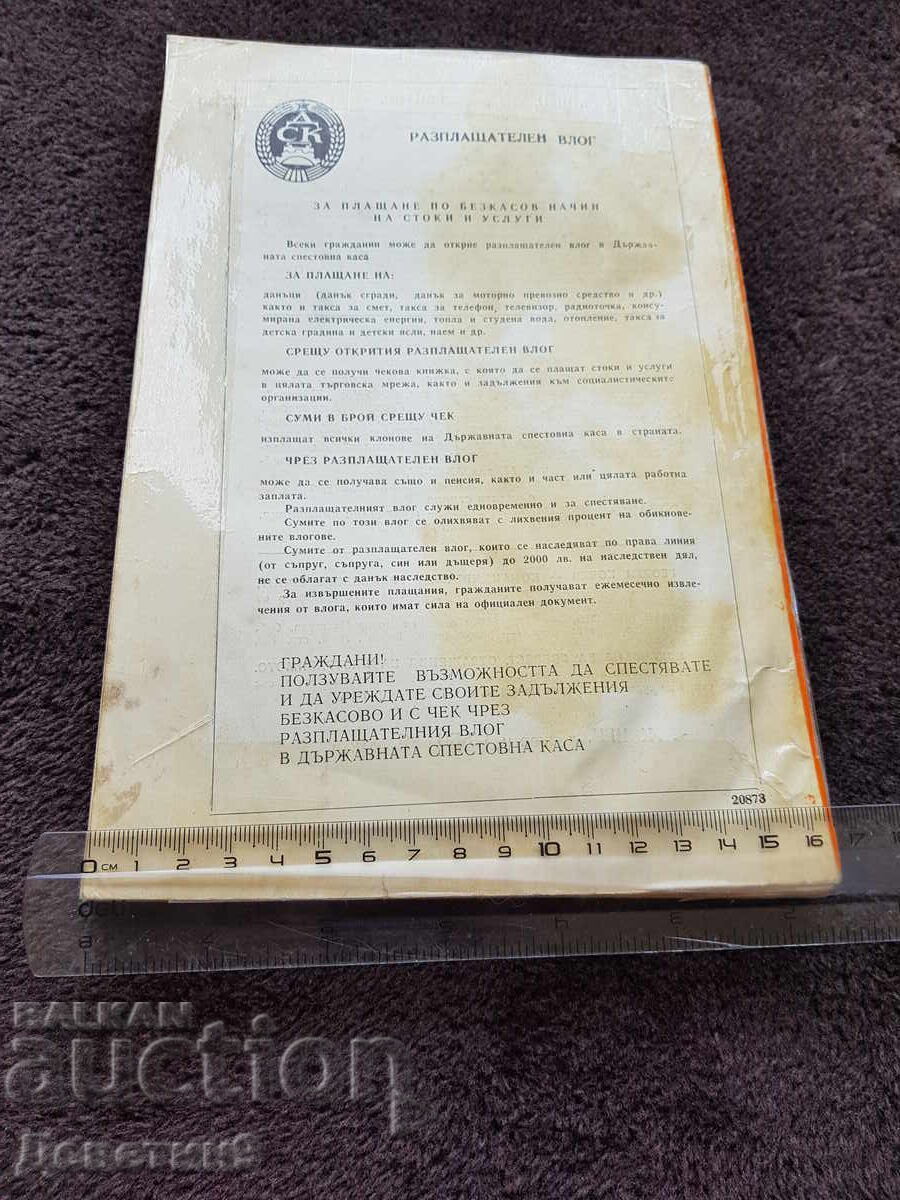 ДСК
РАЗПЛАЩАТЕЛЕН ВЛОГ
ЗА ПЛАЩАНЕ ПО БЕЗКАСОВ НАЧИН
НА СТОКИ И УСЛУГИ
Всеки гражданин може да открие разплащателен влог в Държав-
ната спестовна каса
ЗА ПЛАЩАНЕ НА:
данъци (данък сгради, данък за моторно превозно средство и др.)
както и такса за смет, такса за телефон, телевизор, радиоточка, консу-
мирана електрическа енергия, топла и студена вода, отопление, такса за
детска градина и детски ясли, наем и др.
СРЕЩУ ОТКРИТИЯ РАЗПЛАЩАТЕЛЕН ВЛОГ
може да се получи чекова книжка, с която да се плащат стоки и услуги
в цялата търговска мрежа, както и задължения към социалистическите
организации.
СУМИ В БРОЙ СРЕЩУ ЧЕК
изплащат всички клонове на Държавната спестовна каса в страната.
ЧРЕЗ РАЗПЛАЩАТЕЛЕН ВЛОГ
може да се получава също и пенсия, както и част или цялата работна
заплата.
Разплащателният влог служи едновременно и за спестяване.
Сумите по този влог се олихвяват с лихвения процент на обикнове-
ните влогове.
Сумите от разплащателен влог, които се наследяват по права линия
(от съпруг, съпруга, син или дъщеря) до 2000 лв. на наследствен дял,
не се облагат с данък наследство.
За извършените плащания, гражданите получават ежемесечно извле-
чения от влога, които имат сила на официален документ.
ГРАЖДАНИ!
ПОЛЗУВАЙТЕ ВЪЗМОЖНОСТТА ДА СПЕСТЯВАТЕ
И ДА УРЕЖДАТЕ СВОИТЕ ЗАДЪЛЖЕНИЯ
БЕЗКАСОВО И С ЧЕК ЧРЕЗ
РАЗПЛАЩАТЕЛНИЯ ВЛОГ
В ДЪРЖАВНАТА СПЕСТОВНА КАСА
20873
0 СМ 1 2 3 4 5 6 7 8 9 10 11 12 13 14 15 16 17 18
deli
BALKAN
auction
Деветки9